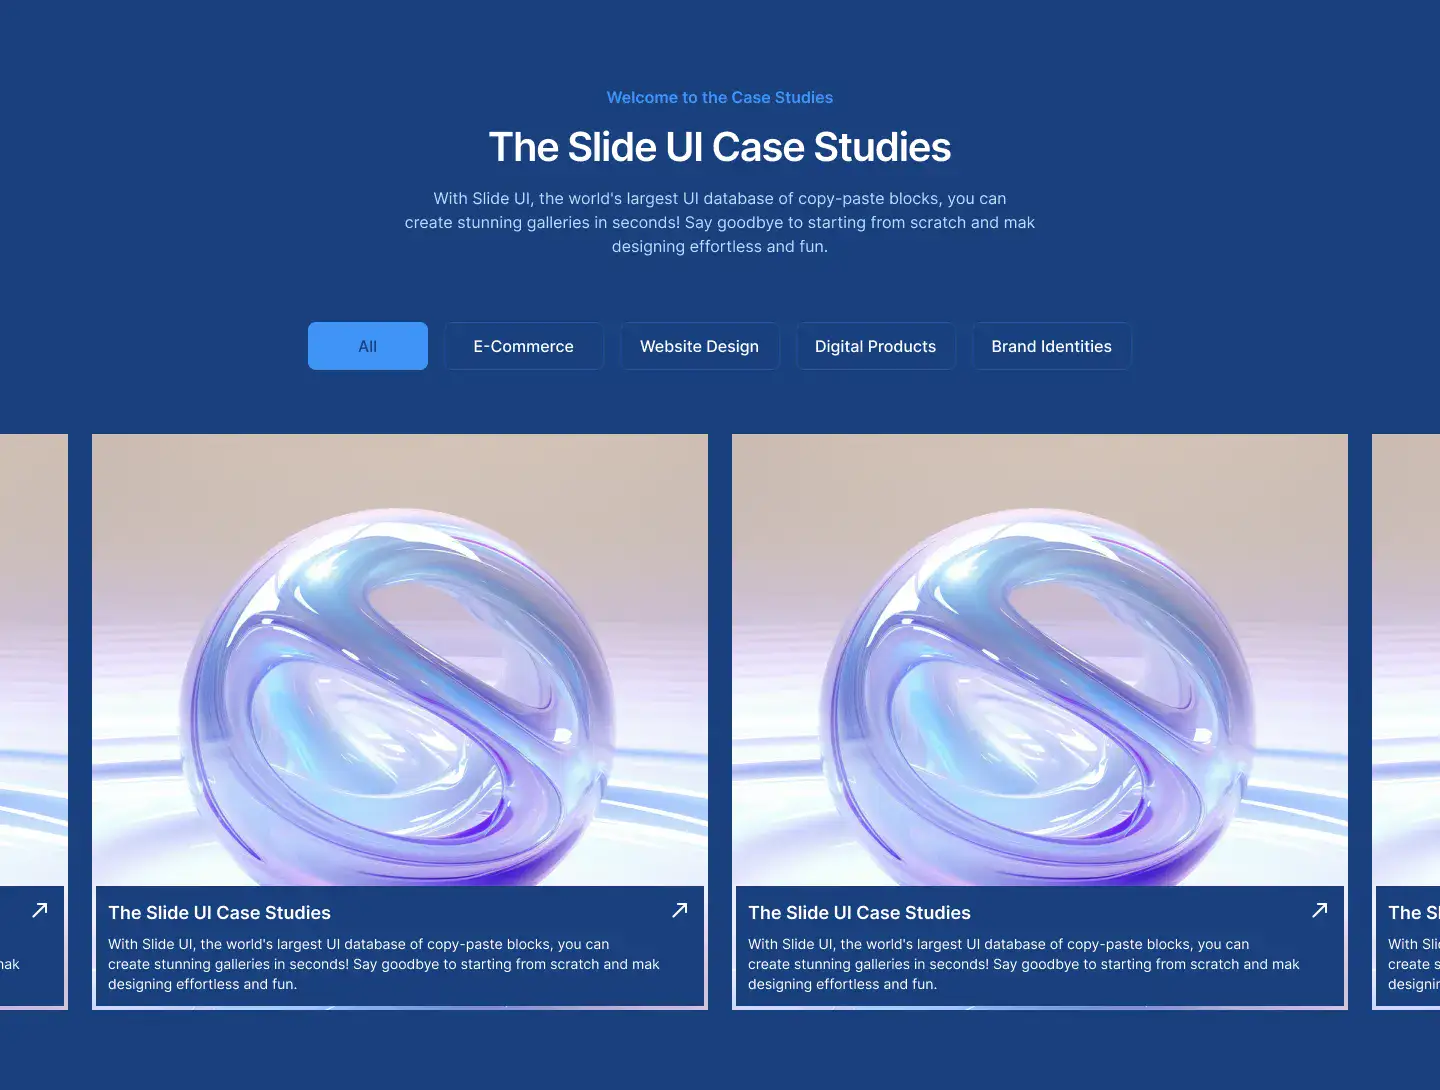 Welcome to the Case Studies
The Slide UI Case Studies
With Slide UI, the world's largest UI database of copy-paste blocks, you can
create stunning galleries in seconds! Say goodbye to starting from scratch and mak
designing effortless and fun.
All
E-Commerce
Website Design
Digital Products
Brand Identities
mak
The Slide UI Case Studies
With Slide UI, the world's largest UI database of copy-paste blocks, you can
create stunning galleries in seconds! Say goodbye to starting from scratch and mak
designing effortless and fun.
The Slide UI Case Studies
With Slide UI, the world's largest UI database of copy-paste blocks, you can
create stunning galleries in seconds! Say goodbye to starting from scratch and mak
designing effortless and fun.
The
With
create